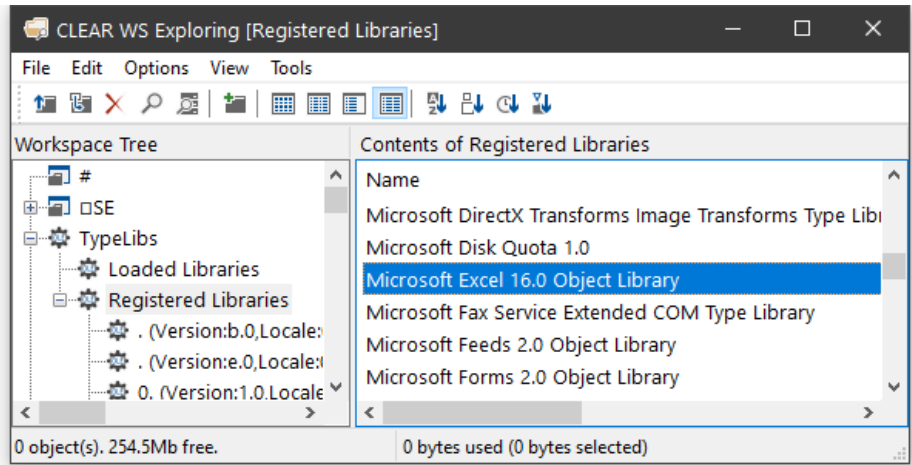 CLEAR WS Exploring [Registered Libraries]
File Edit Options View Tools
Workspace Tree
#
□SE
TypeLibs
Loaded Libraries
Registered Libraries
. (Version:b.0,Locale:
. (Version:e.0,Locale:
0. (Version:1.0,Locale
Contents of Registered Libraries
Name
Microsoft DirectX Transforms Image Transforms Type Libr
Microsoft Disk Quota 1.0
Microsoft Excel 16.0 Object Library
Microsoft Fax Service Extended COM Type Library
Microsoft Feeds 2.0 Object Library
Microsoft Forms 2.0 Object Library
0 object(s). 254.5Mb free.
0 bytes used (0 bytes selected)